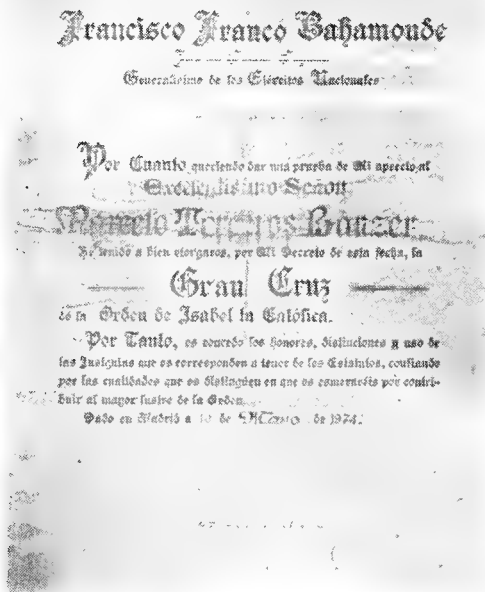 Francisco Franco Bahamonde
Generalísimo de los Ejércitos Nacionales
Por Cuanto queriendo dar una prueba de Mi aprecio al
Excelentísimo Señor
Marcelo Terceros Banzer
He tenido a bien otorgaros, por Mi Decreto de esta fecha, la
Gran Cruz
de la Orden de Isabel la Católica.
Por Tanto, os concedo los honores, distinciones y uso de
las Insignias que os corresponden a tenor de los Estatutos, confiando
por las cualidades que os distinguen en que os esmeraréis por contri-
buir al mayor lustre de la Orden.
Dado en Madrid a de de 1974.